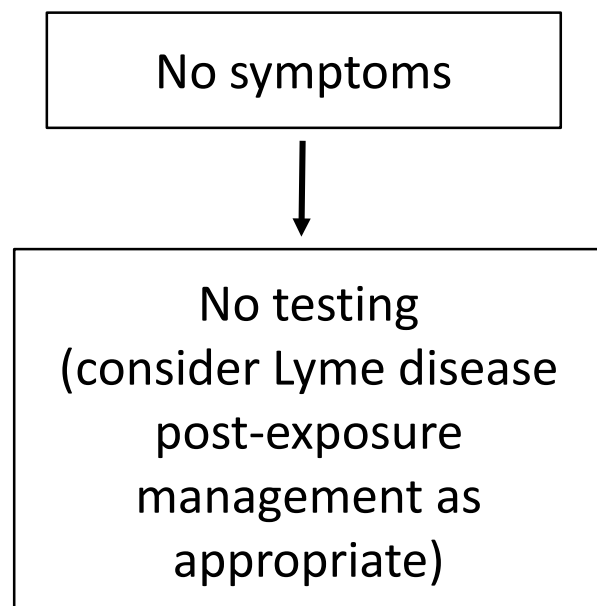 No symptoms
No testing
(consider Lyme disease
post-exposure
management as
appropriate)